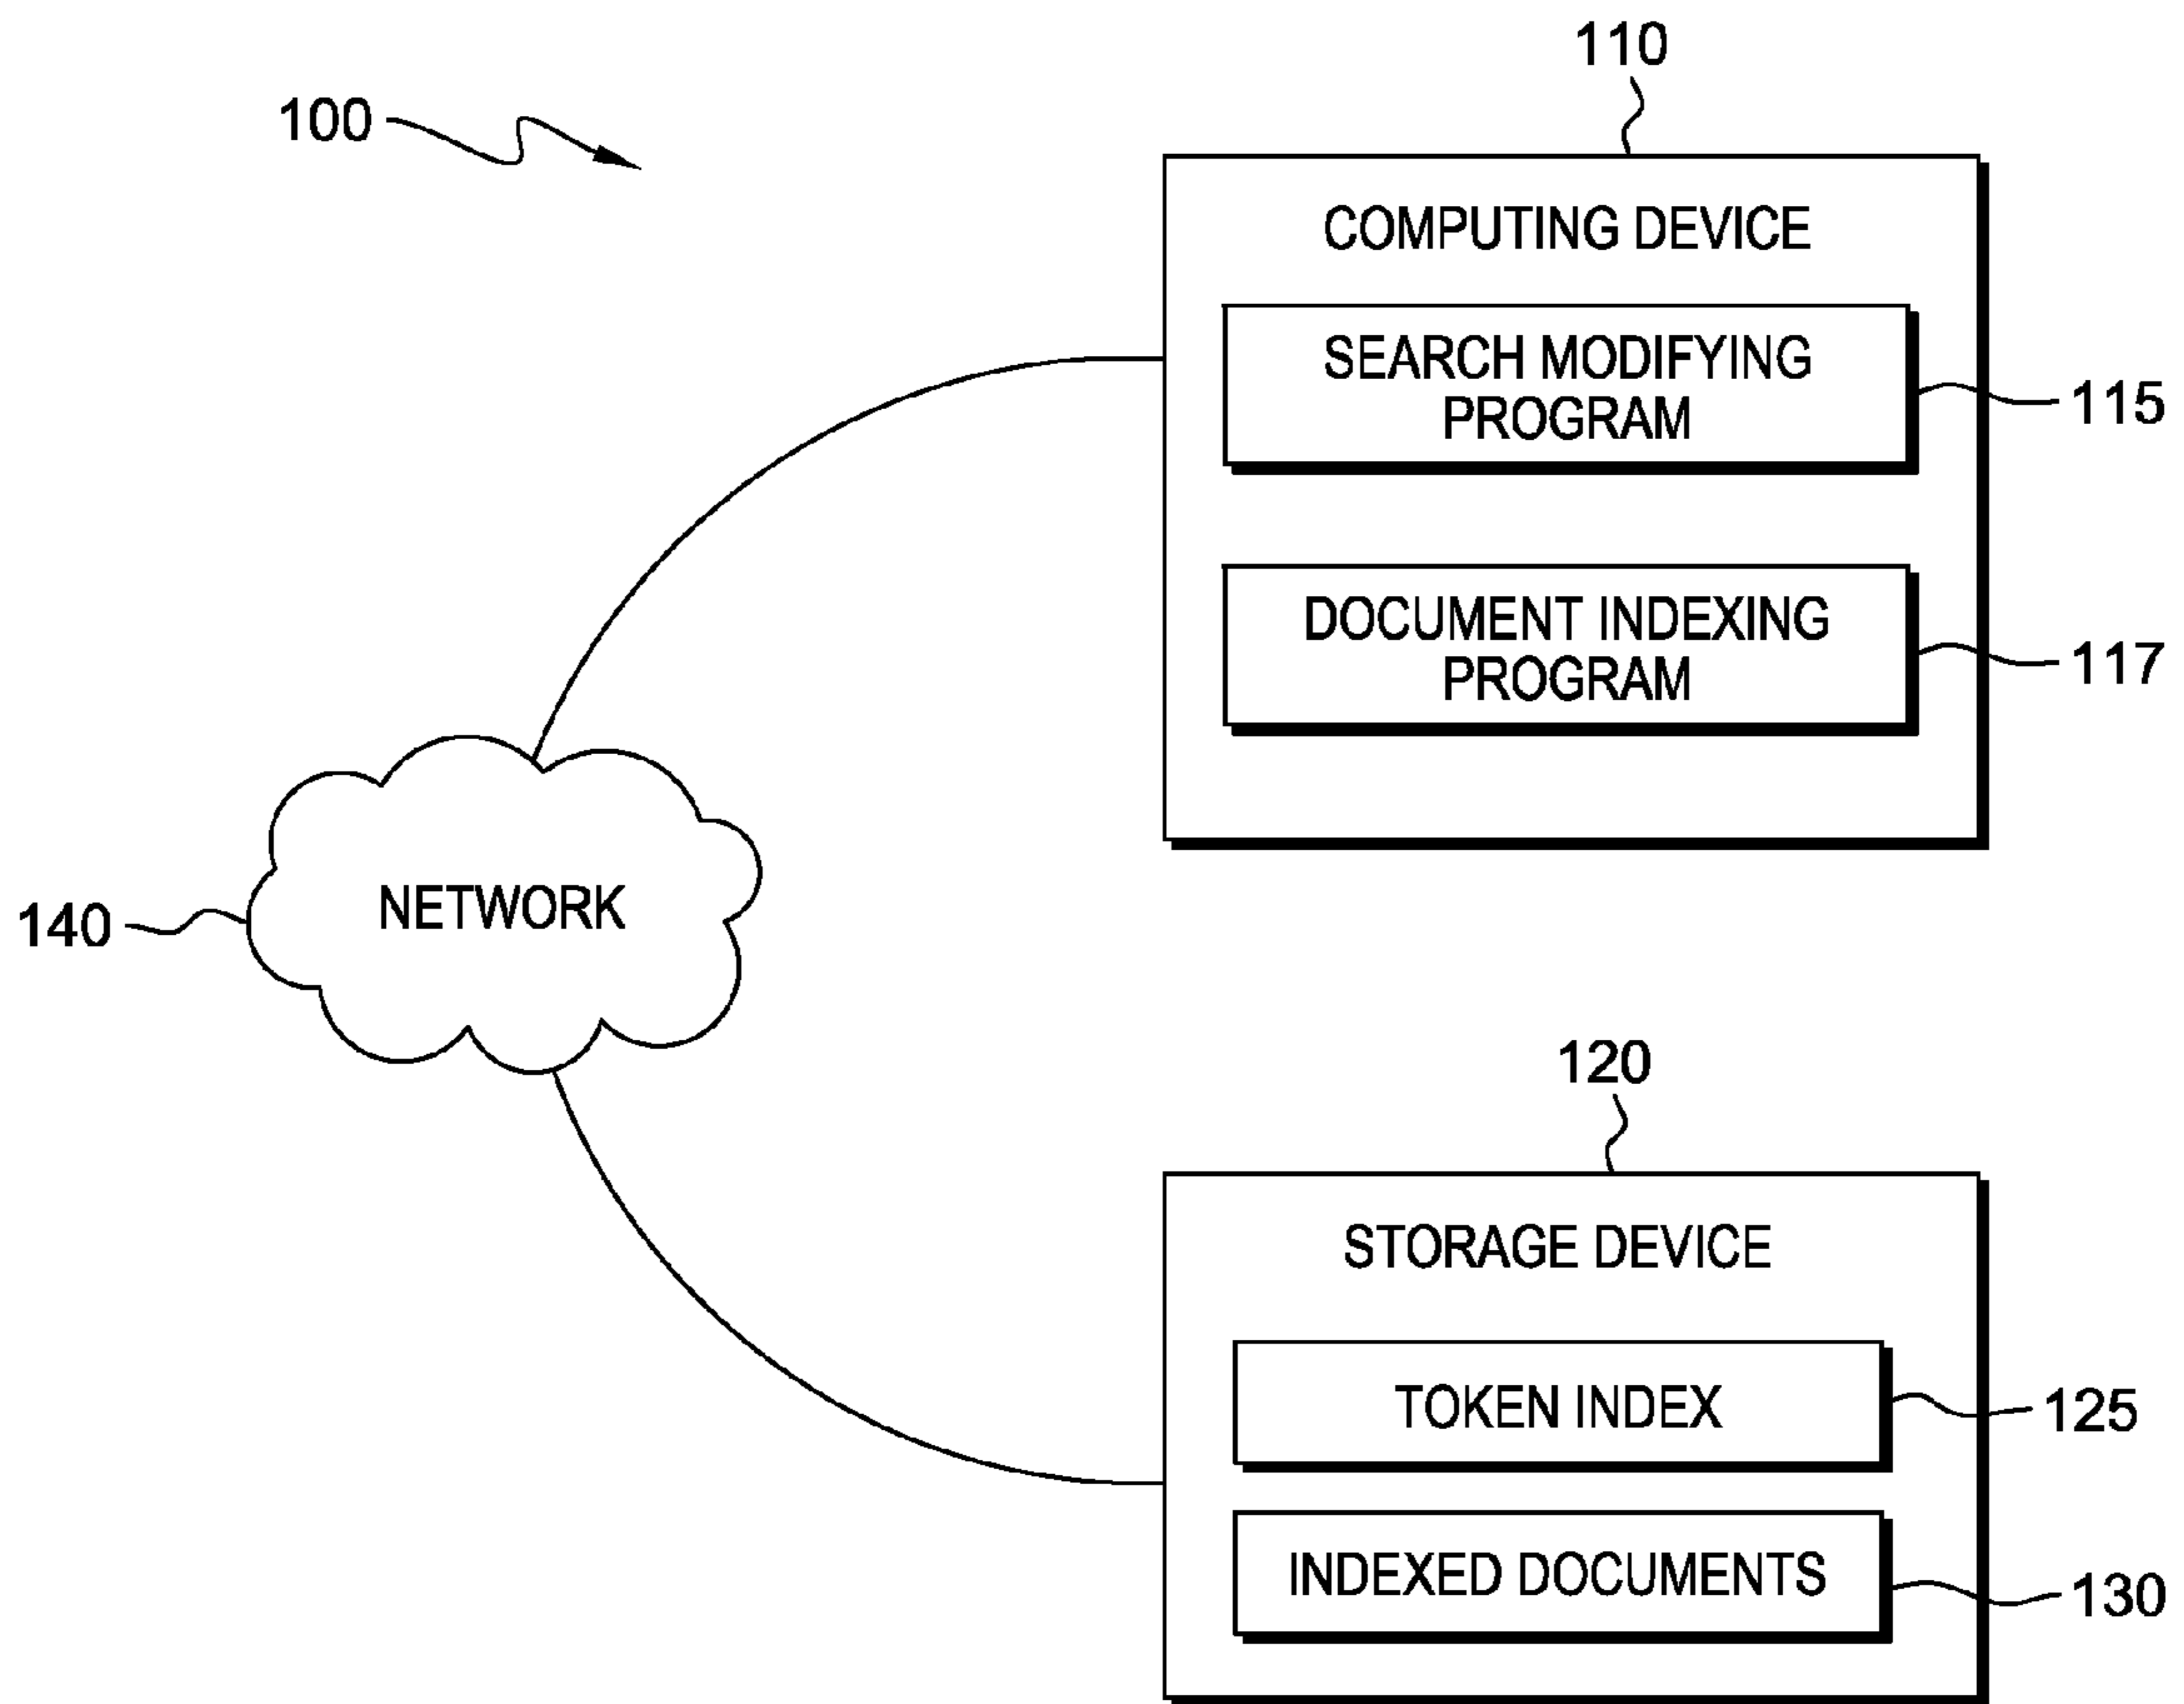 110
100
COMPUTING DEVICE
SEARCH MODIFYING
PROGRAM
115
DOCUMENT INDEXING
PROGRAM
117
NETWORK
140
120
STORAGE DEVICE
TOKEN INDEX
125
INDEXED DOCUMENTS
130